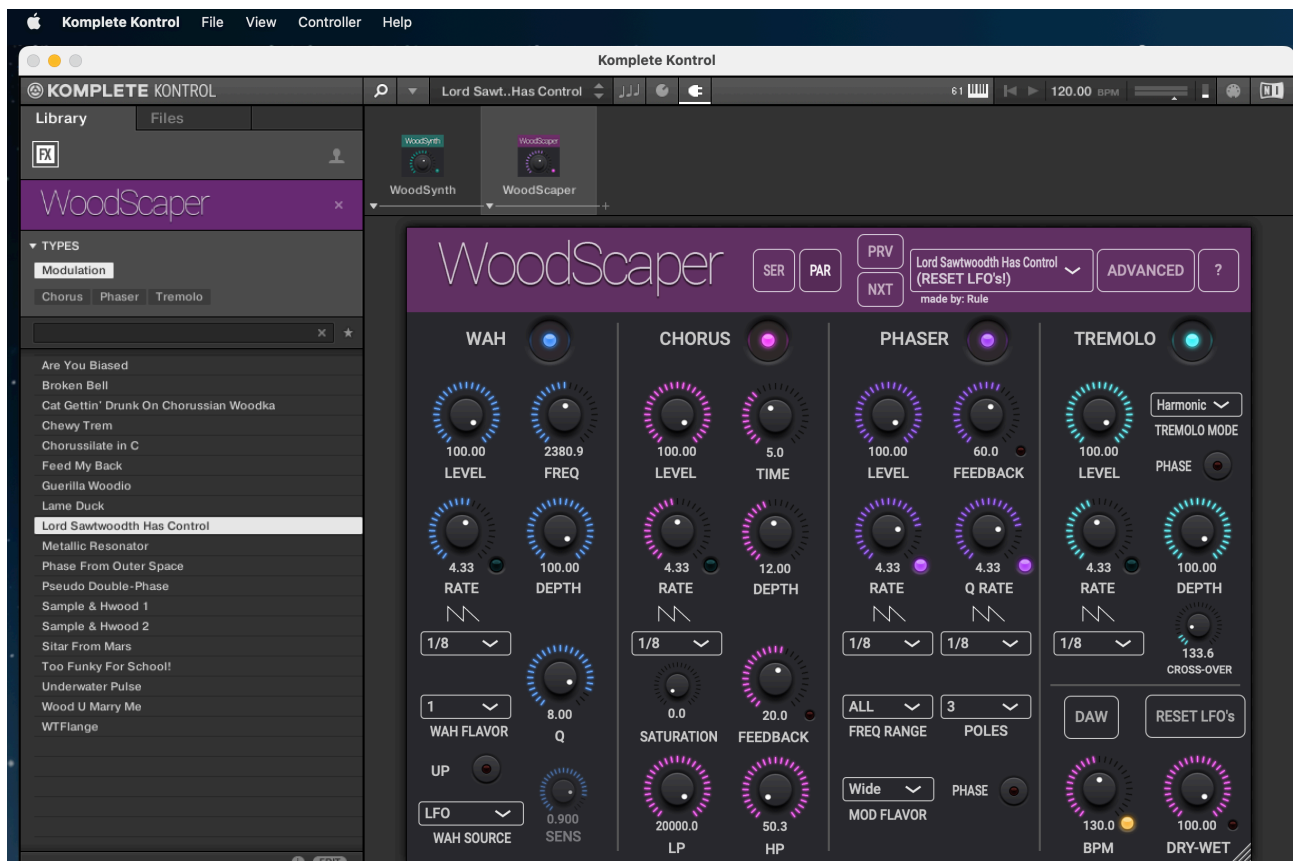 Komplete Kontrol File View Controller Help
Komplete Kontrol
KOMPLETE KONTROL
Lord Sawt..Has Control
61
120.00 BPM
Library Files
FX
WoodSynth
WoodScaper
WoodSynth WoodScaper
WoodScaper ×
TYPES
Modulation
Chorus Phaser Tremolo
Are You Biased
Broken Bell
Cat Gettin' Drunk On Chorussian Woodka
Chewy Trem
Chorussilate in C
Feed My Back
Guerilla Woodio
Lame Duck
Lord Sawtwoodth Has Control
Metallic Resonator
Phase From Outer Space
Pseudo Double-Phase
Sample & Hwood 1
Sample & Hwood 2
Sitar From Mars
Too Funky For School!
Underwater Pulse
Wood U Marry Me
WTFlange
WoodScaper
SER PAR
PRV
NXT
Lord Sawtwoodth Has Control
(RESET LFO's!)
made by: Rule
ADVANCED ?
WAH CHORUS PHASER TREMOLO
100.00 2380.9 100.00 5.0 100.00 60.0 100.00
LEVEL FREQ LEVEL TIME LEVEL FEEDBACK LEVEL
Harmonic
TREMOLO MODE
PHASE
4.33 100.00 4.33 12.00 4.33 4.33 4.33 100.00
RATE DEPTH RATE DEPTH RATE Q RATE RATE DEPTH
1/8 1/8 1/8 1/8 1/8
133.6
CROSS-OVER
1 8.00
WAH FLAVOR Q
0.0 20.0
SATURATION FEEDBACK
ALL 3
FREQ RANGE POLES
DAW RESET LFO's
UP
LFO
WAH SOURCE
0.900
SENS
20000.0 50.3
LP HP
Wide
MOD FLAVOR
PHASE
130.0 100.00
BPM DRY-WET